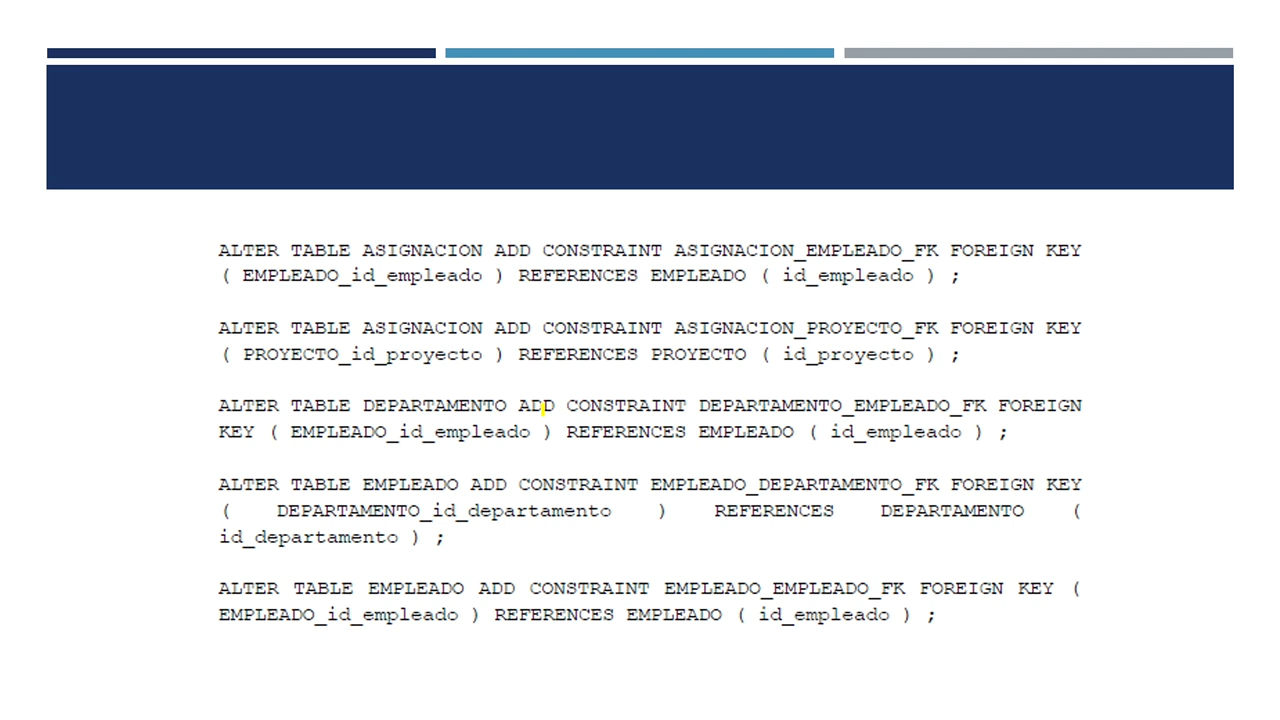 ALTER TABLE ASIGNACION ADD CONSTRAINT ASIGNACION_EMPLEADO_FK FOREIGN KEY
( EMPLEADO_id_empleado ) REFERENCES EMPLEADO ( id_empleado ) ;
ALTER TABLE ASIGNACION ADD CONSTRAINT ASIGNACION_PROYECTO_FK FOREIGN KEY
( PROYECTO_id_proyecto ) REFERENCES PROYECTO ( id_proyecto ) ;
ALTER TABLE DEPARTAMENTO ADD CONSTRAINT DEPARTAMENTO_EMPLEADO_FK FOREIGN
KEY ( EMPLEADO_id_empleado ) REFERENCES EMPLEADO ( id_empleado ) ;
ALTER TABLE EMPLEADO ADD CONSTRAINT EMPLEADO_DEPARTAMENTO_FK FOREIGN KEY
( DEPARTAMENTO_id_departamento ) REFERENCES DEPARTAMENTO (
id_departamento ) ;
ALTER TABLE EMPLEADO ADD CONSTRAINT EMPLEADO_EMPLEADO_FK FOREIGN KEY (
EMPLEADO_id_empleado ) REFERENCES EMPLEADO ( id_empleado ) ;